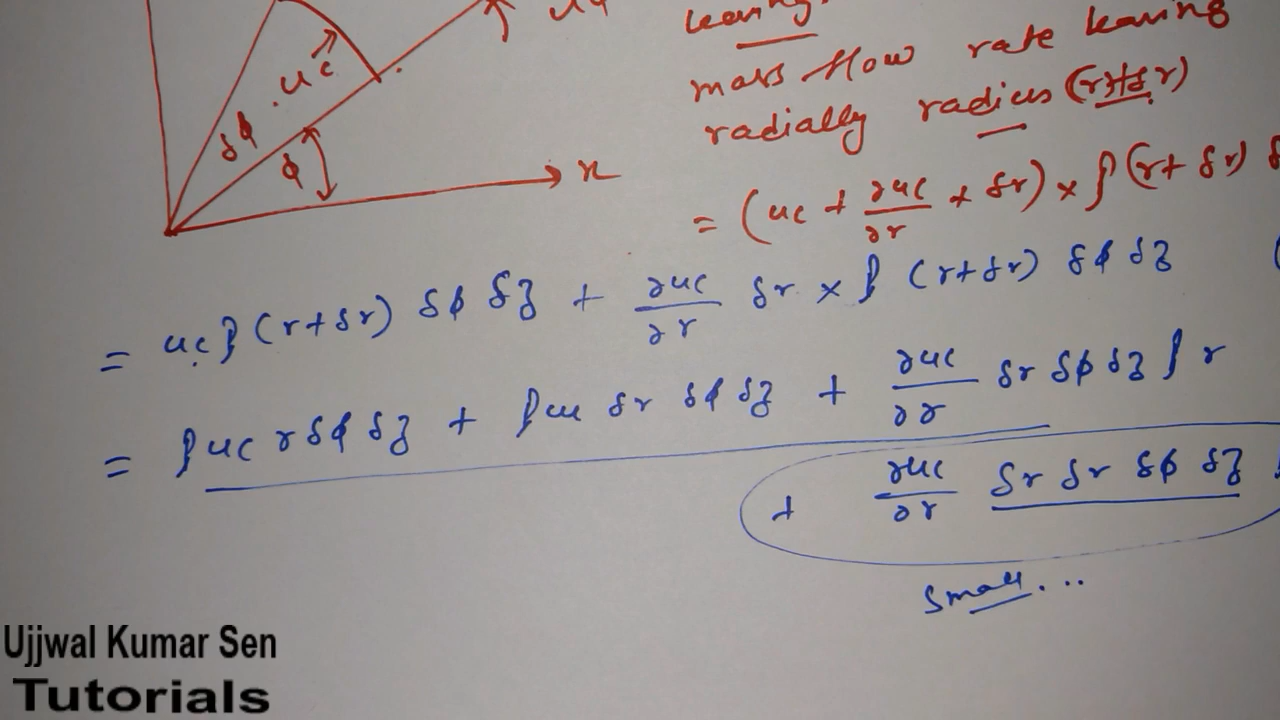 δφ . uc
φ
x
leaving.
mass flow rate leaving
radially radius (r+δr)
= (uc + ∂uc/∂r + δr) × ρ (r+δr) δ
= uc ρ (r+δr) δφ δz + ∂uc/∂r δr × ρ (r+δr) δφ δz
= ρ uc r δφ δz + ρ uc δr δφ δz + ∂uc/∂r δr δφ δz ρ r
+ ∂uc/∂r δr δr δφ δz
small...
Ujjwal Kumar Sen
Tutorials